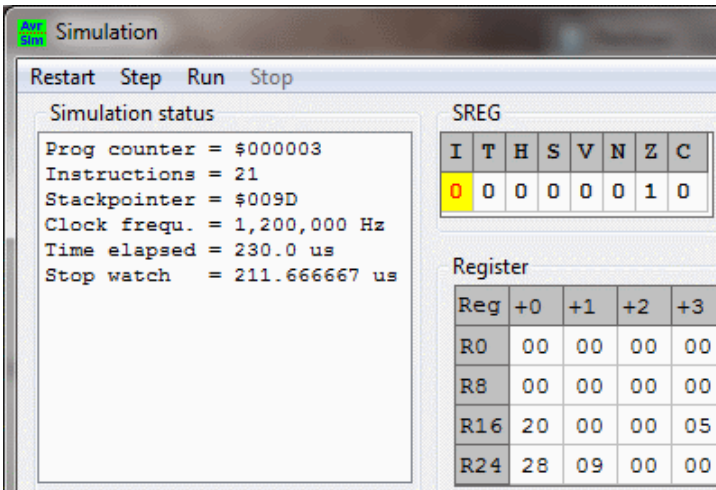 Avr Sim Simulation
Restart Step Run Stop
Simulation status
Prog counter = $000003
Instructions = 21
Stackpointer = $009D
Clock frequ. = 1,200,000 Hz
Time elapsed = 230.0 us
Stop watch = 211.666667 us
SREG
I T H S V N Z C
0 0 0 0 0 0 1 0
Register
Reg +0 +1 +2 +3
R0 00 00 00 00
R8 00 00 00 00
R16 20 00 00 05
R24 28 09 00 00